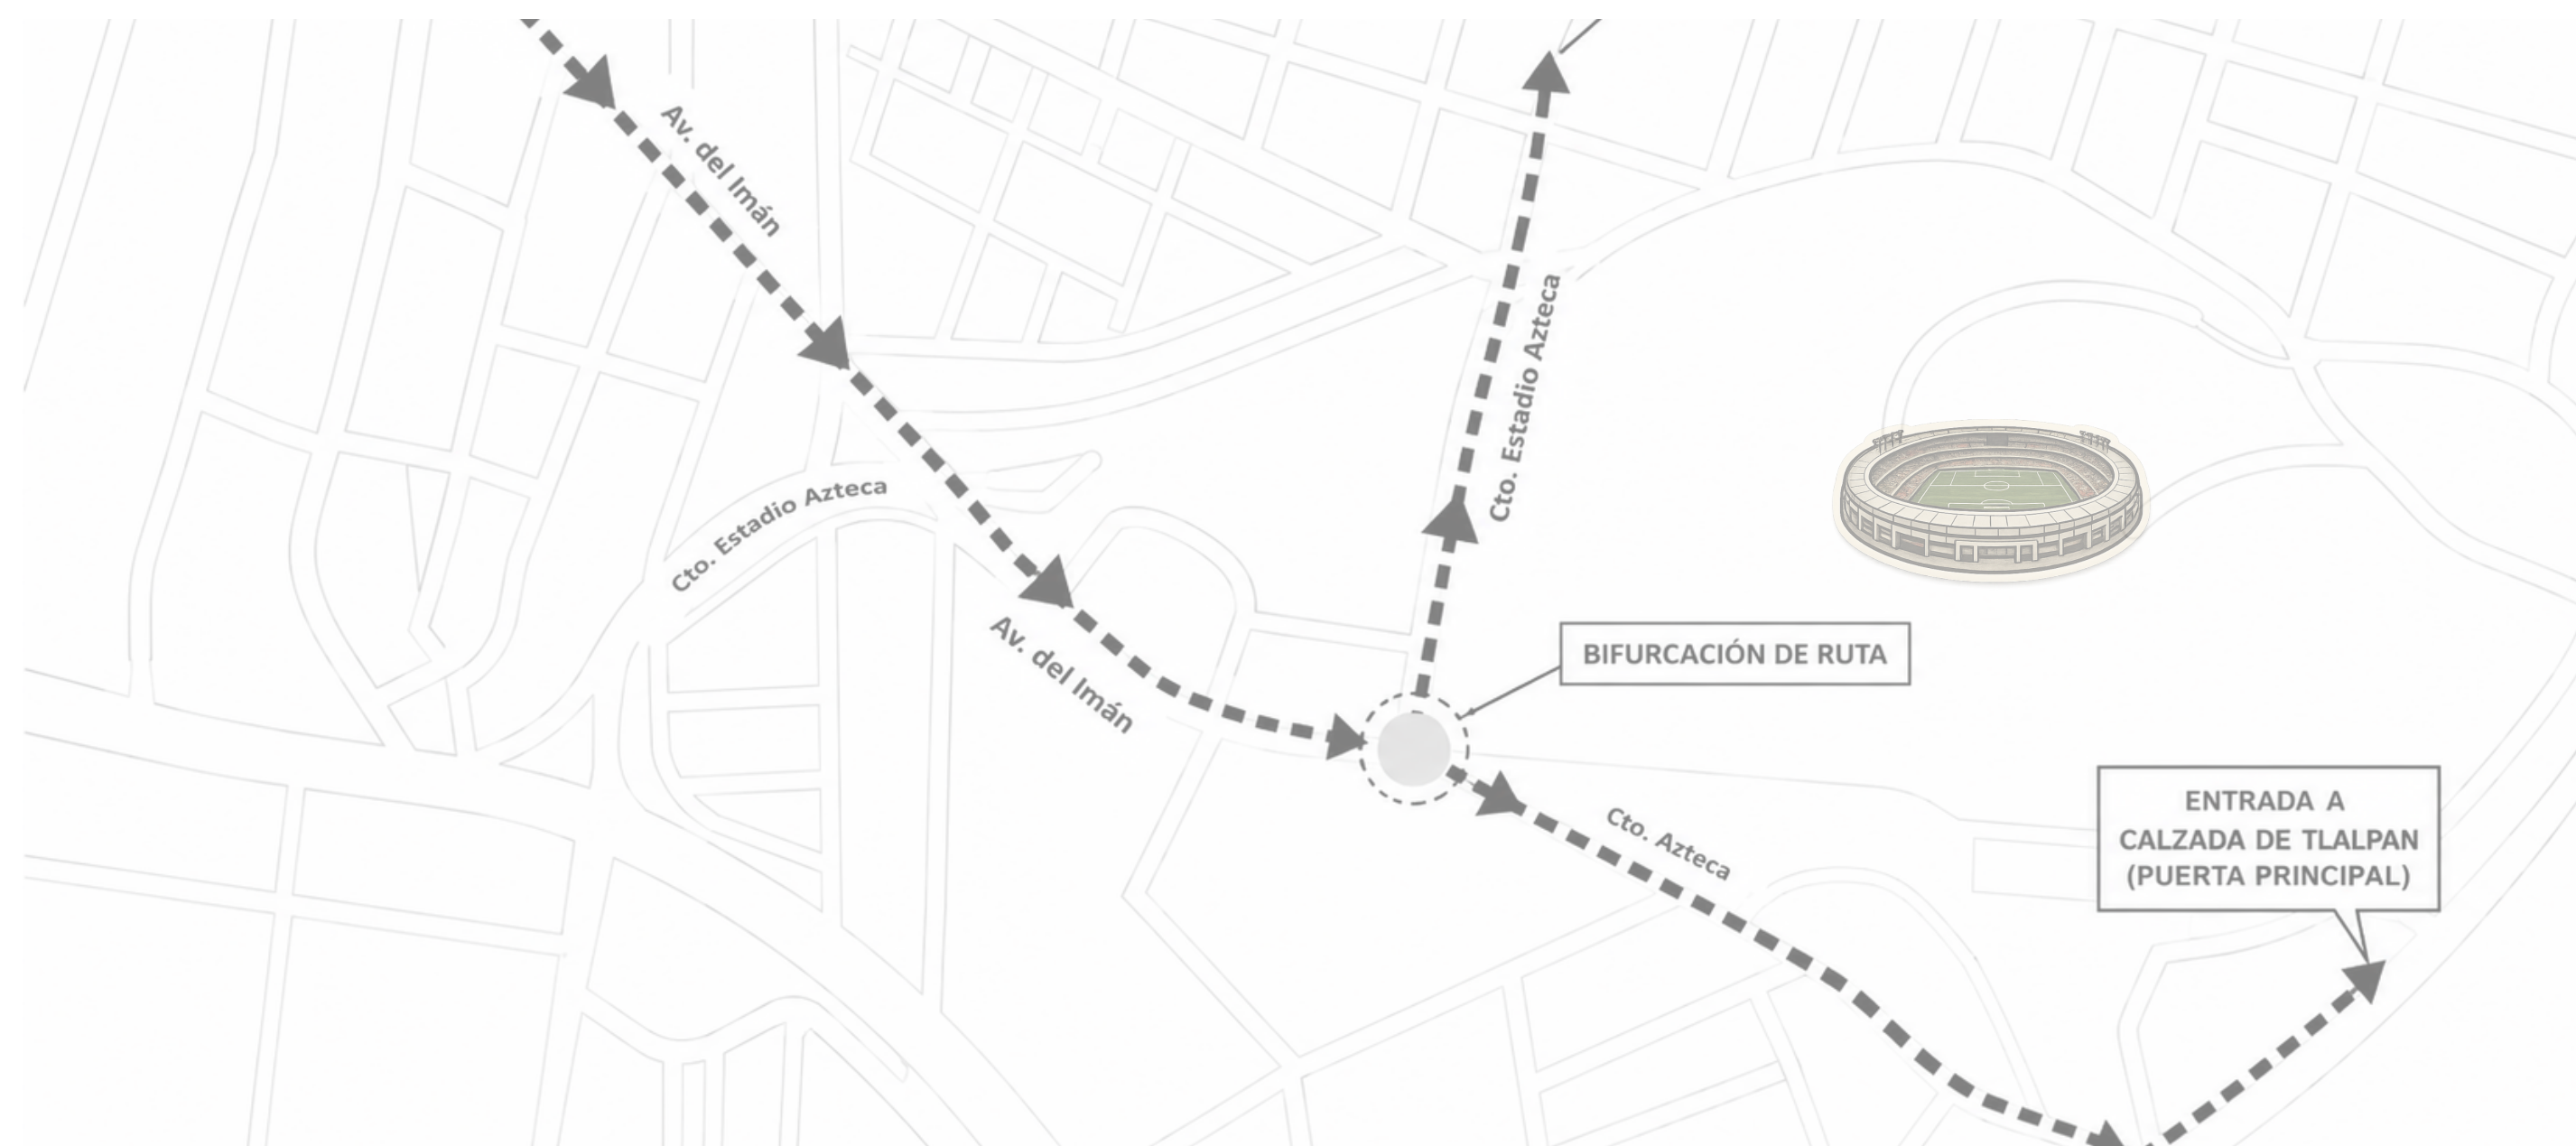 Av. del Imán
Cto. Estadio Azteca
Cto. Estadio Azteca
Av. del Imán
BIFURCACIÓN DE RUTA
Cto. Azteca
ENTRADA A
CALZADA DE TLALPAN
(PUERTA PRINCIPAL)